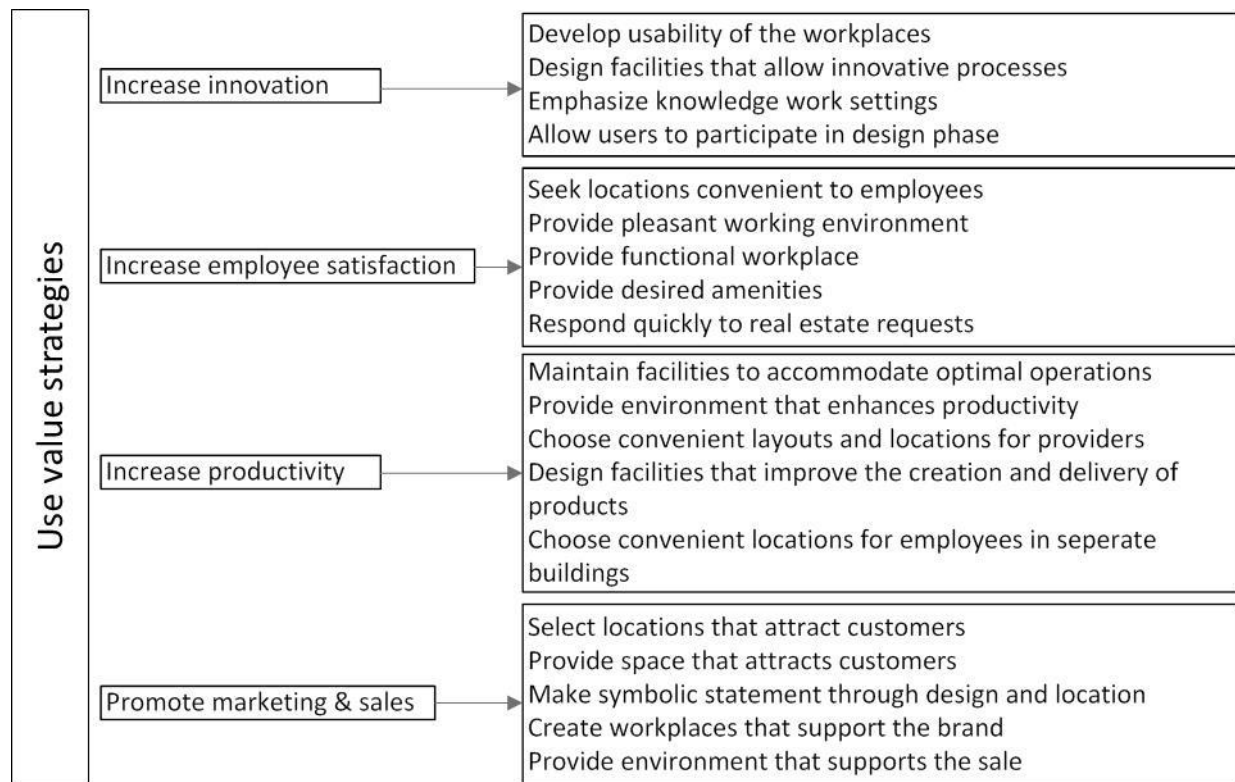 Use value strategies
Increase innovation
Develop usability of the workplaces
Design facilities that allow innovative processes
Emphasize knowledge work settings
Allow users to participate in design phase
Increase employee satisfaction
Seek locations convenient to employees
Provide pleasant working environment
Provide functional workplace
Provide desired amenities
Respond quickly to real estate requests
Increase productivity
Maintain facilities to accommodate optimal operations
Provide environment that enhances productivity
Choose convenient layouts and locations for providers
Design facilities that improve the creation and delivery of
products
Choose convenient locations for employees in seperate
buildings
Promote marketing & sales
Select locations that attract customers
Provide space that attracts customers
Make symbolic statement through design and location
Create workplaces that support the brand
Provide environment that supports the sale